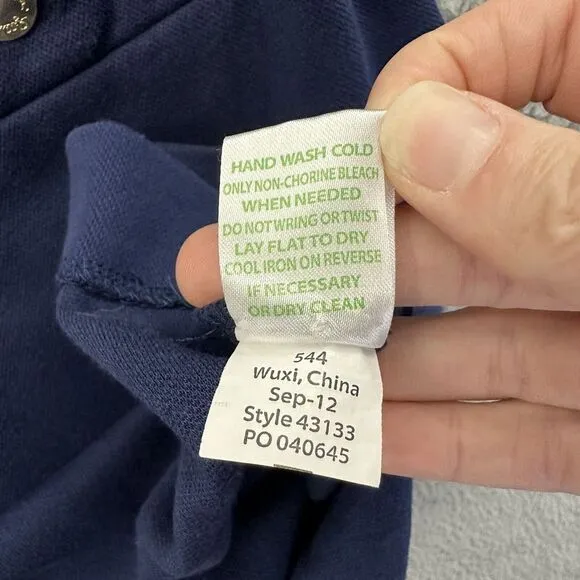 HAND WASH COLD
ONLY NON-CHORINE BLEACH
WHEN NEEDED
DO NOT WRING OR TWIST
LAY FLAT TO DRY
COOL IRON ON REVERSE
IF NECESSARY
OR DRY CLEAN
544
Wuxi, China
Sep-12
Style 43133
PO 040645